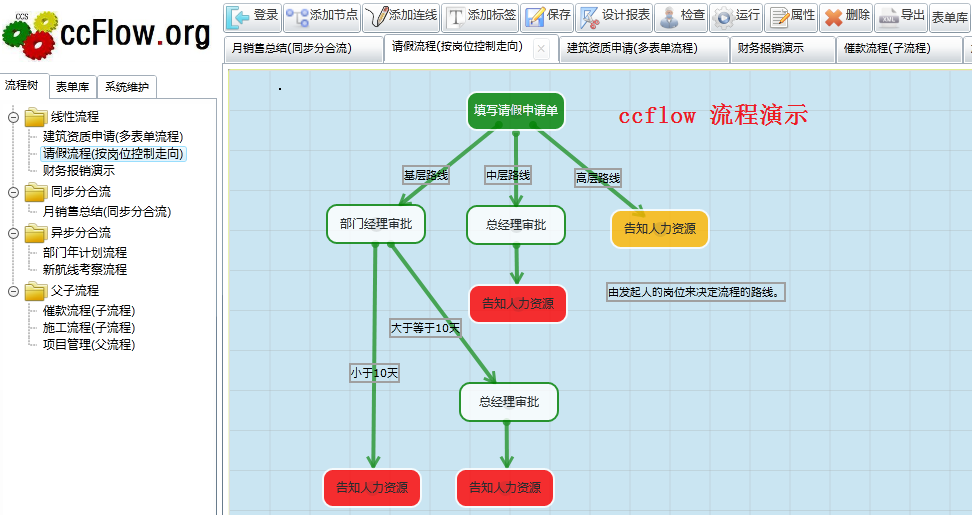 CCS
ccFlow.org
登录
添加节点
添加连线
添加标签
保存
设计报表
检查
运行
属性
删除
XML
导出
表单库
月销售总结(同步分合流)
请假流程(按岗位控制走向)
建筑资质申请(多表单流程)
财务报销演示
催款流程(子流程)
流程树
表单库
系统维护
线性流程
建筑资质申请(多表单流程)
请假流程(按岗位控制走向)
财务报销演示
同步分合流
月销售总结(同步分合流)
异步分合流
部门年计划流程
新航线考察流程
父子流程
催款流程(子流程)
施工流程(子流程)
项目管理(父流程)
填写请假申请单
ccflow 流程演示
基层路线
中层路线
高层路线
部门经理审批
总经理审批
告知人力资源
告知人力资源
由发起人的岗位来决定流程的路线。
大于等于10天
小于10天
总经理审批
告知人力资源
告知人力资源